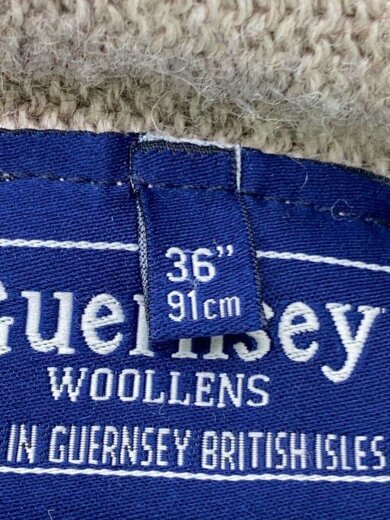 36"
91cm
Guernsey
WOOLLENS
IN GUERNSEY BRITISH ISLES